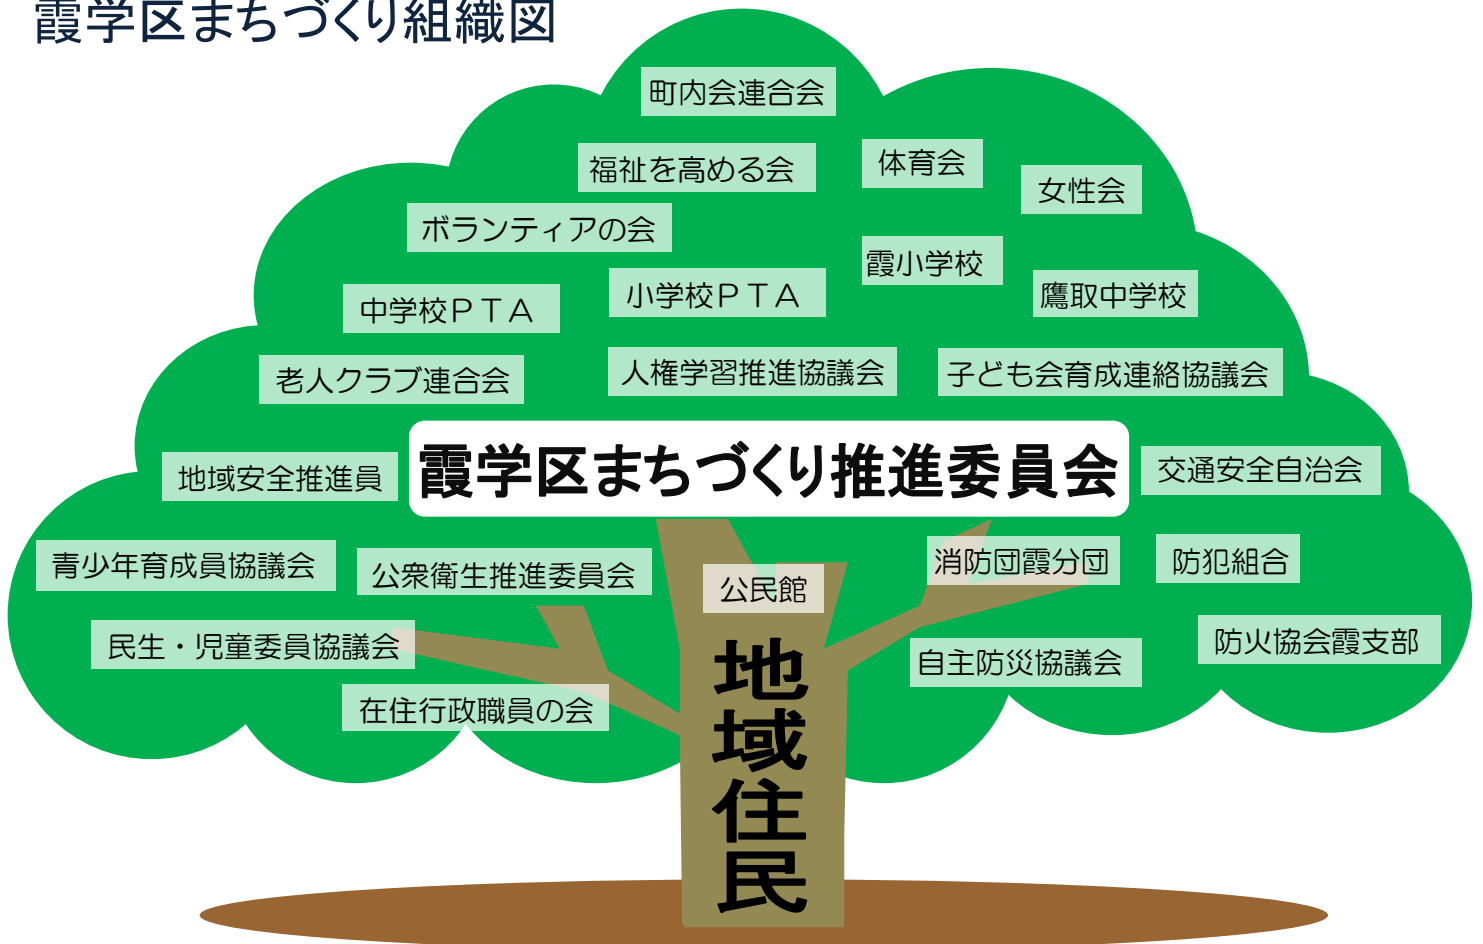 霞学区まちづくり組織図
町内会連合会
福祉を高める会
体育会
女性会
ボランティアの会
霞小学校
中学校ＰＴＡ
小学校ＰＴＡ
鷹取中学校
老人クラブ連合会
人権学習推進協議会
子ども会育成連絡協議会
地域安全推進員
霞学区まちづくり推進委員会
交通安全自治会
青少年育成員協議会
公衆衛生推進委員会
公民館
消防団霞分団
防犯組合
民生・児童委員協議会
自主防災協議会
防火協会霞支部
在住行政職員の会
地域住民